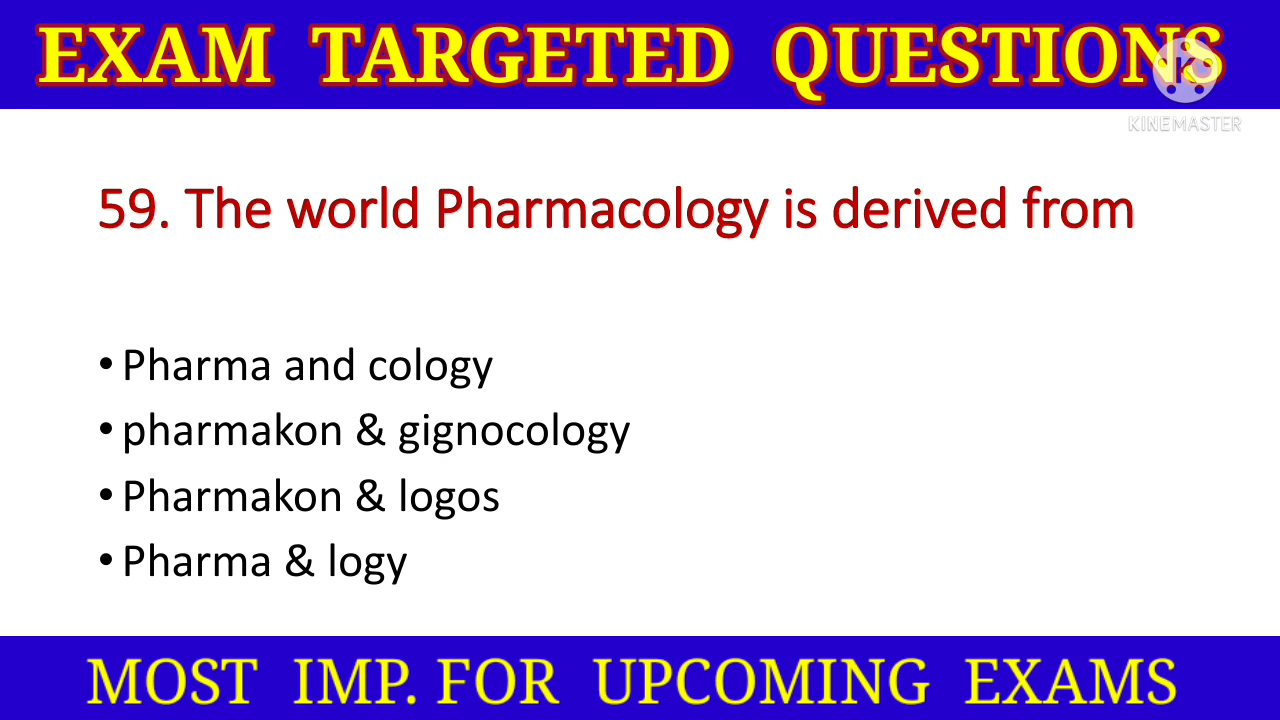 EXAM TARGETED QUESTIONS
K
KINEMASTER
59. The world Pharmacology is derived from
• Pharma and cology
• pharmakon & gignocology
• Pharmakon & logos
• Pharma & logy
MOST IMP. FOR UPCOMING EXAMS